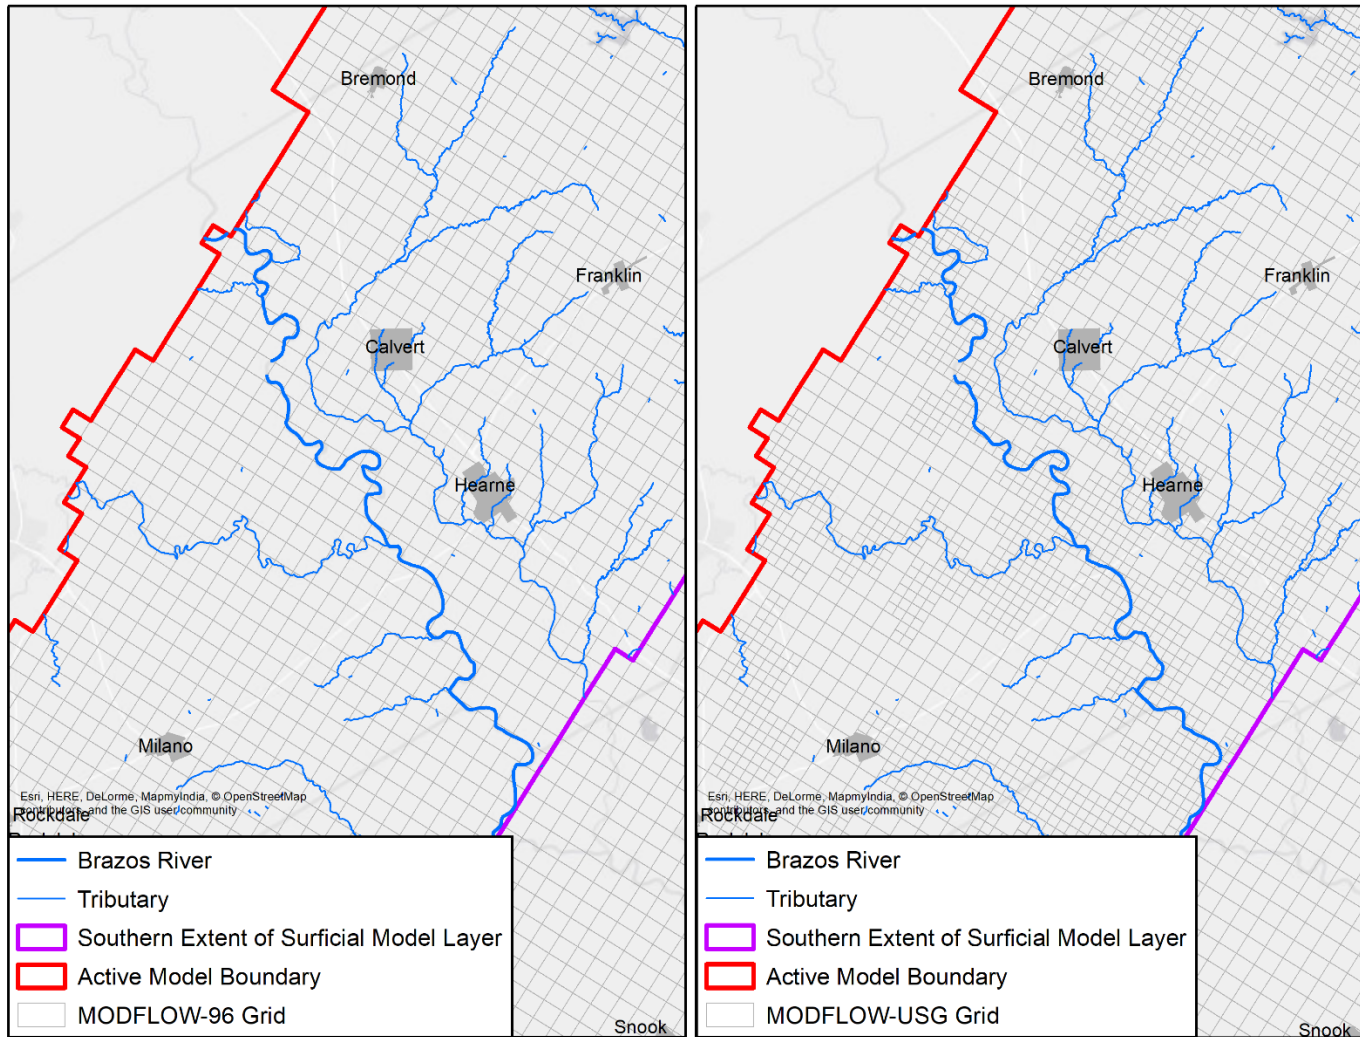 Bremond
Franklin
Calvert
Hearne
Milano
Esri, HERE, DeLorme, MapmyIndia, © OpenStreetMap
contributors, and the GIS user community
Rockdale
Brazos River
Tributary
Southern Extent of Surficial Model Layer
Active Model Boundary
MODFLOW-96 Grid
Snook
Bremond
Franklin
Calvert
Hearne
Milano
Esri, HERE, DeLorme, MapmyIndia, © OpenStreetMap
contributors, and the GIS user community
Rockdale
Brazos River
Tributary
Southern Extent of Surficial Model Layer
Active Model Boundary
MODFLOW-USG Grid
Snook